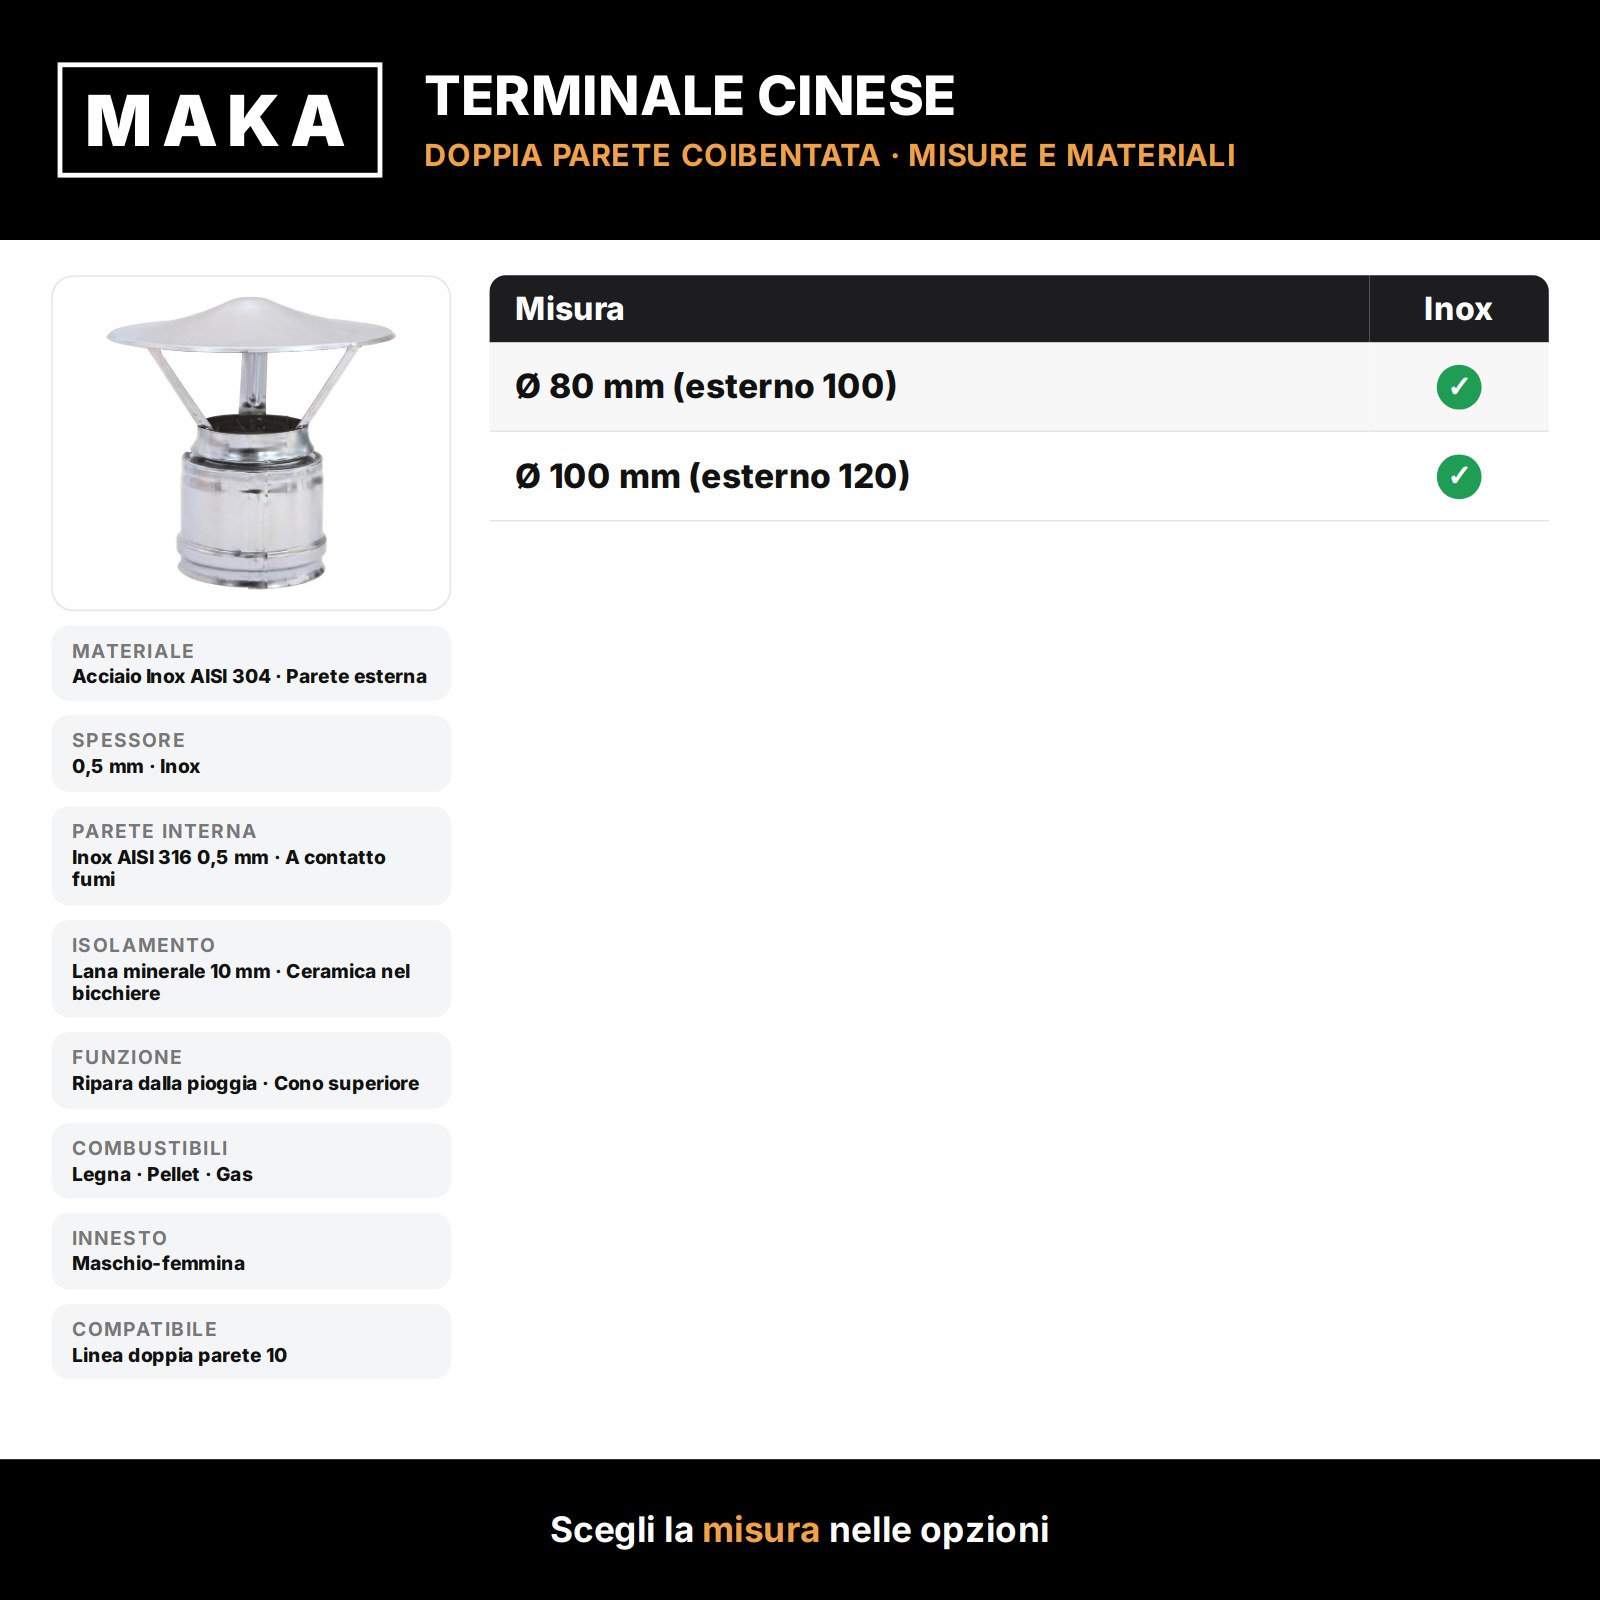 MAKA
TERMINALE CINESE
DOPPIA PARETE COIBENTATA · MISURE E MATERIALI
Misura Inox
Ø 80 mm (esterno 100) ✓
Ø 100 mm (esterno 120) ✓
MATERIALE
Acciaio Inox AISI 304 · Parete esterna
SPESSORE
0,5 mm · Inox
PARETE INTERNA
Inox AISI 316 0,5 mm · A contatto
fumi
ISOLAMENTO
Lana minerale 10 mm · Ceramica nel
bicchiere
FUNZIONE
Ripara dalla pioggia · Cono superiore
COMBUSTIBILI
Legna · Pellet · Gas
INNESTO
Maschio-femmina
COMPATIBILE
Linea doppia parete 10
Scegli la misura nelle opzioni